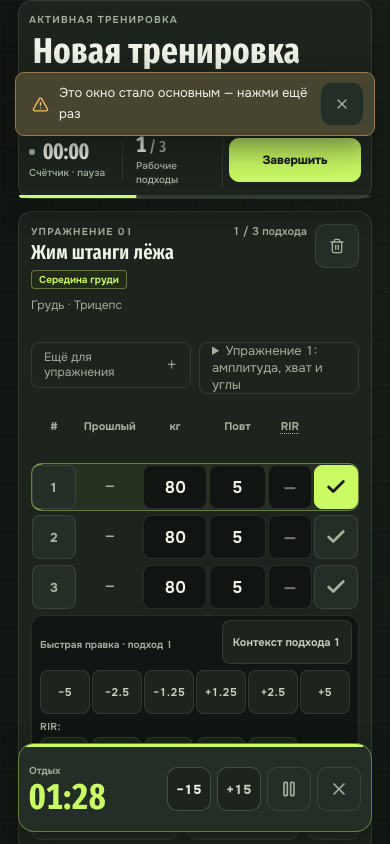 АКТИВНАЯ ТРЕНИРОВКА
Новая тренировка
Это окно стало основным — нажми ещё
раз
00:00
Счётчик · пауза
1 / 3
Рабочие
подходы
Завершить
УПРАЖНЕНИЕ 01
1 / 3 подхода
Жим штанги лёжа
Середина груди
Грудь · Трицепс
Ещё для
упражнения
+
▶ Упражнение 1:
амплитуда, хват и
углы
# Прошлый кг Повт RIR
1 – 80 5 —
2 – 80 5 —
3 – 80 5 —
Быстрая правка · подход 1
Контекст подхода 1
−5 −2.5 −1.25 +1.25 +2.5 +5
RIR:
Отдых
01:28
−15 +15